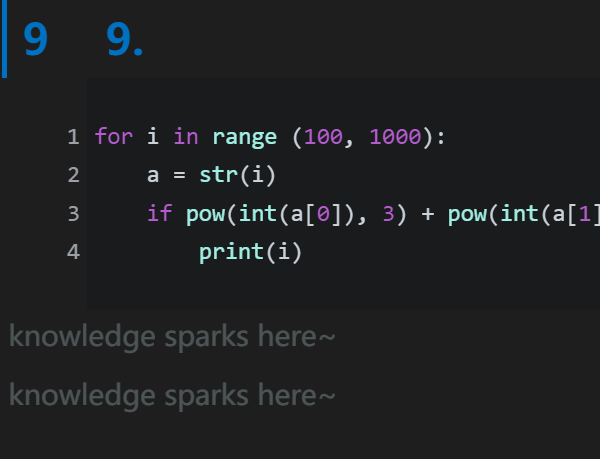 9 9.
1 for i in range (100, 1000):
2 a = str(i)
3 if pow(int(a[0]), 3) + pow(int(a[1]
4 print(i)
knowledge sparks here~
knowledge sparks here~